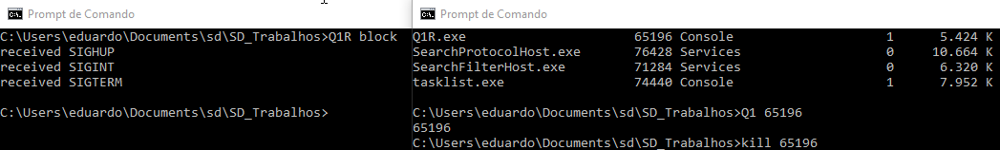 Prompt de Comando
C:\Users\eduardo\Documents\sd\SD_Trabalhos>Q1R block
received SIGHUP
received SIGINT
received SIGTERM
C:\Users\eduardo\Documents\sd\SD_Trabalhos>
Prompt de Comando
Q1R.exe 65196 Console 1 5.424 K
SearchProtocolHost.exe 76428 Services 0 10.664 K
SearchFilterHost.exe 71284 Services 0 6.320 K
tasklist.exe 74440 Console 1 7.952 K
C:\Users\eduardo\Documents\sd\SD_Trabalhos>Q1 65196
65196
C:\Users\eduardo\Documents\sd\SD_Trabalhos>kill 65196